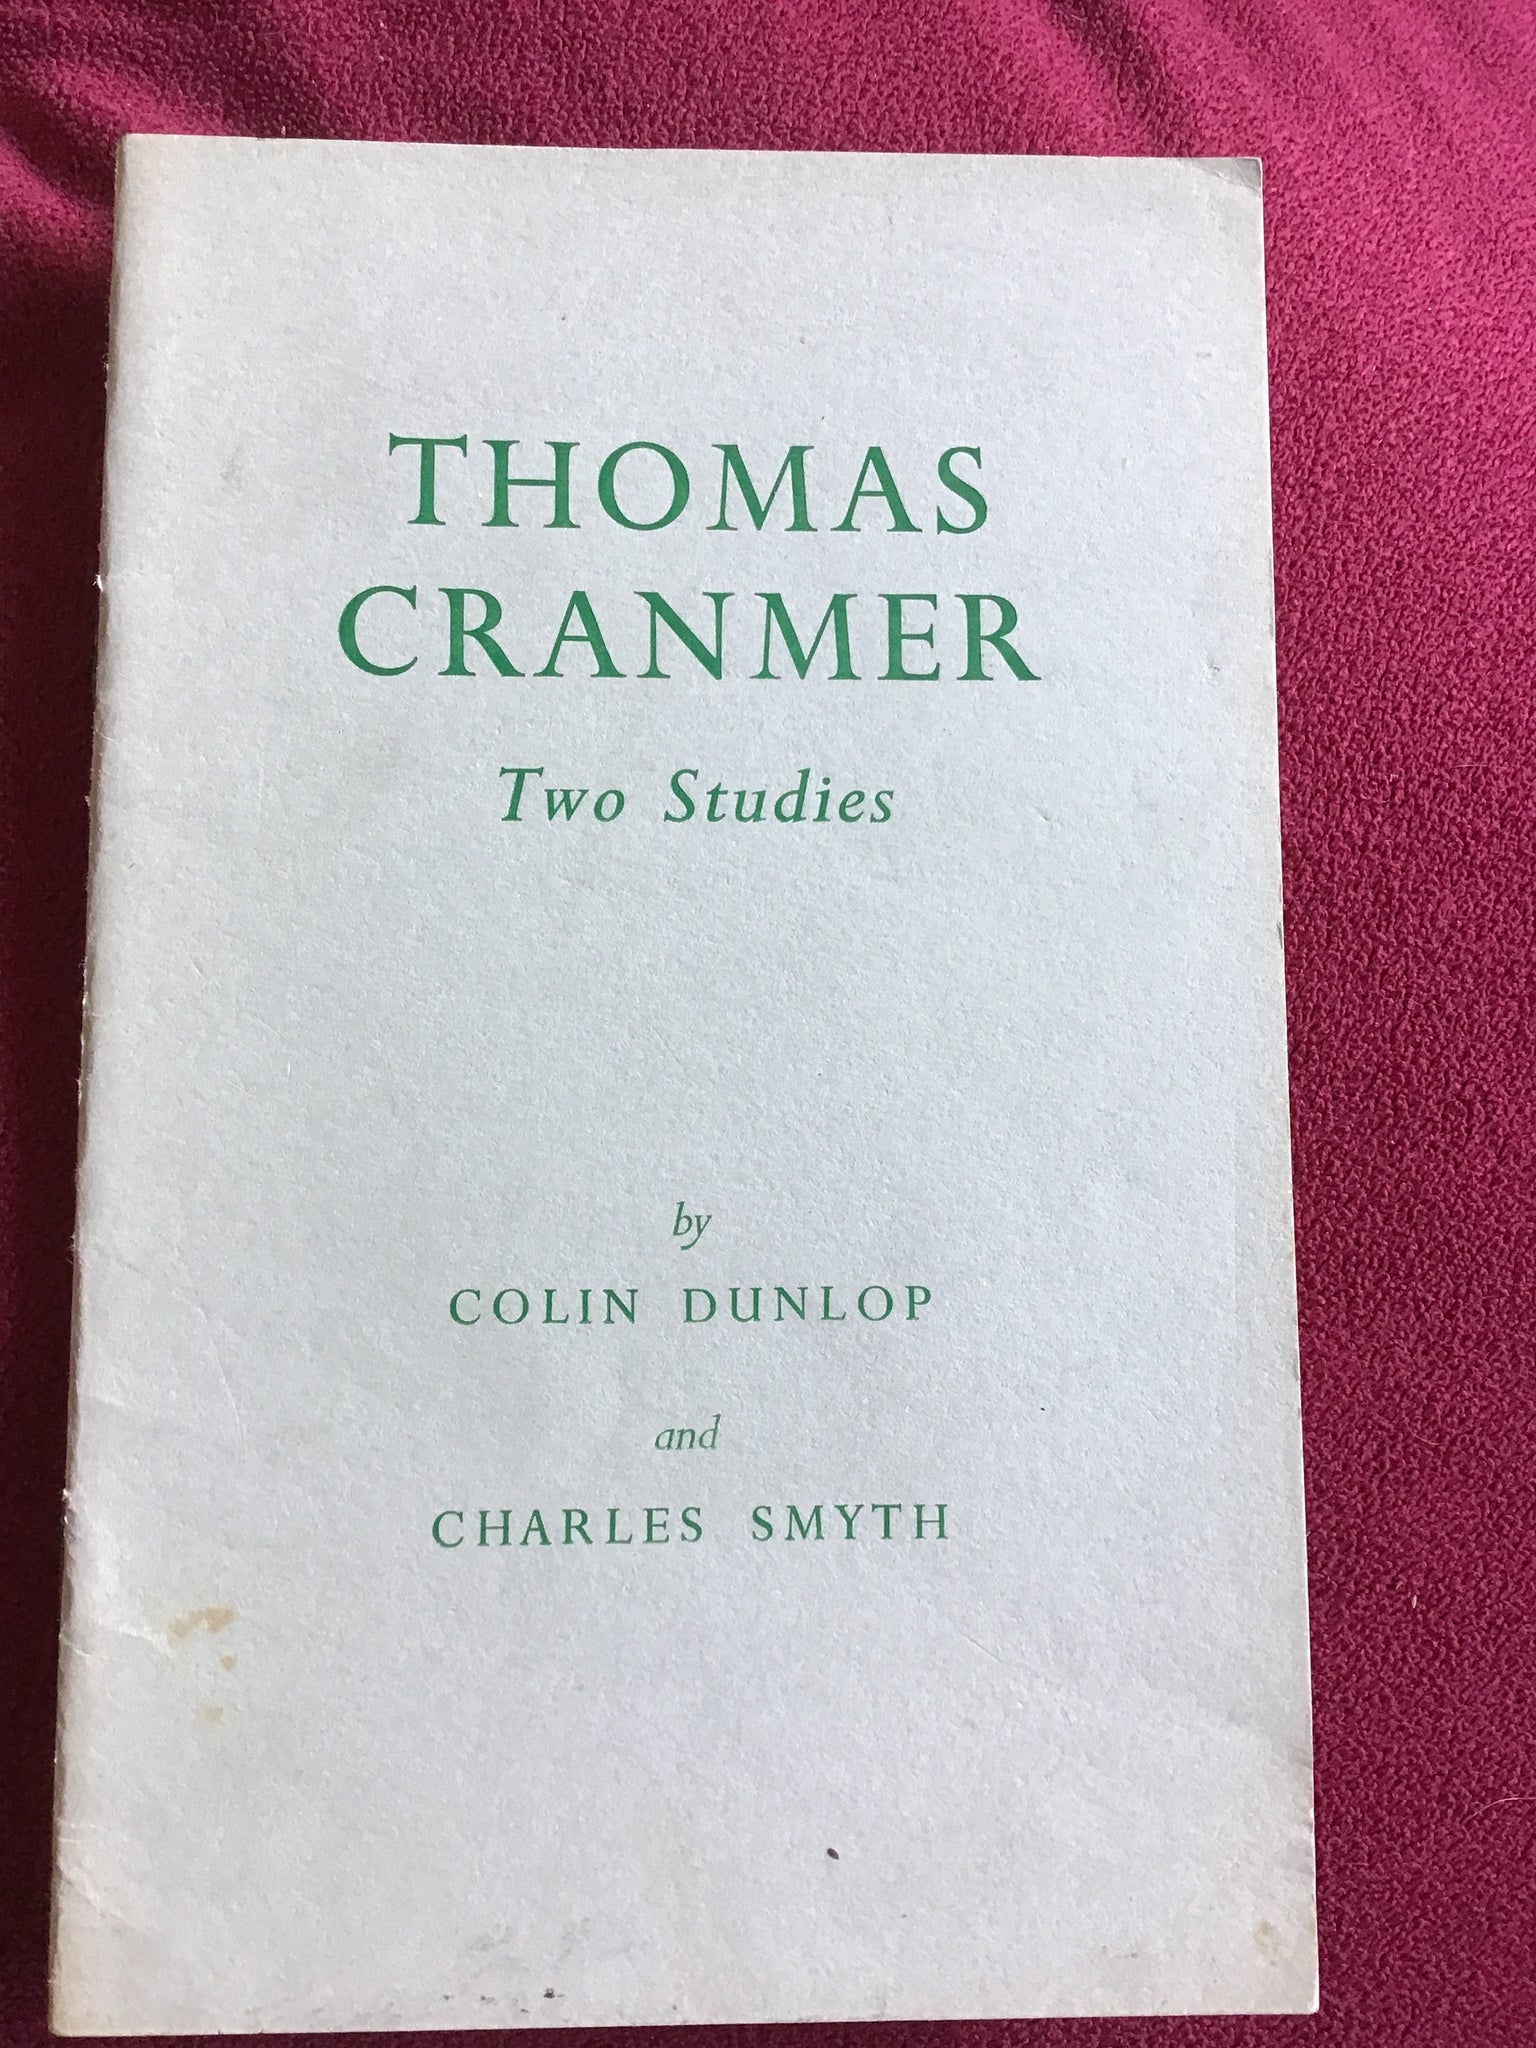 THOMAS
CRANMER
Two Studies
by
COLIN DUNLOP
and
CHARLES SMYTH